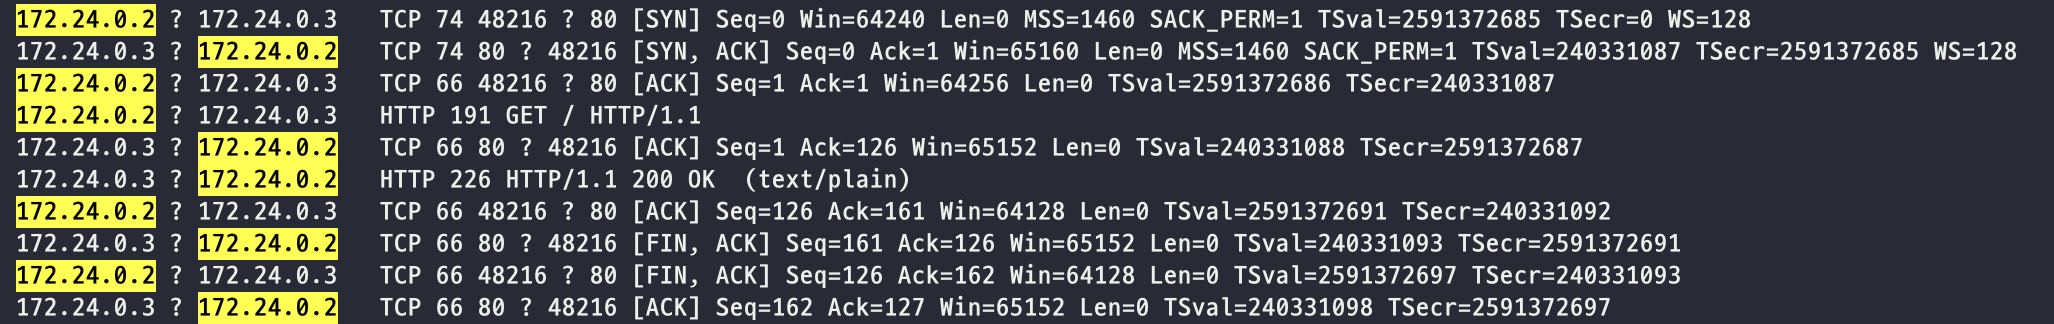 172.24.0.2 ? 172.24.0.3 TCP 74 48216 ? 80 [SYN] Seq=0 Win=64240 Len=0 MSS=1460 SACK_PERM=1 TSval=2591372685 TSecr=0 WS=128
172.24.0.3 ? 172.24.0.2 TCP 74 80 ? 48216 [SYN, ACK] Seq=0 Ack=1 Win=65160 Len=0 MSS=1460 SACK_PERM=1 TSval=240331087 TSecr=2591372685 WS=128
172.24.0.2 ? 172.24.0.3 TCP 66 48216 ? 80 [ACK] Seq=1 Ack=1 Win=64256 Len=0 TSval=2591372686 TSecr=240331087
172.24.0.2 ? 172.24.0.3 HTTP 191 GET / HTTP/1.1
172.24.0.3 ? 172.24.0.2 TCP 66 80 ? 48216 [ACK] Seq=1 Ack=126 Win=65152 Len=0 TSval=240331088 TSecr=2591372687
172.24.0.3 ? 172.24.0.2 HTTP 226 HTTP/1.1 200 OK (text/plain)
172.24.0.2 ? 172.24.0.3 TCP 66 48216 ? 80 [ACK] Seq=126 Ack=161 Win=64128 Len=0 TSval=2591372691 TSecr=240331092
172.24.0.3 ? 172.24.0.2 TCP 66 80 ? 48216 [FIN, ACK] Seq=161 Ack=126 Win=65152 Len=0 TSval=240331093 TSecr=2591372691
172.24.0.2 ? 172.24.0.3 TCP 66 48216 ? 80 [FIN, ACK] Seq=126 Ack=162 Win=64128 Len=0 TSval=2591372697 TSecr=240331093
172.24.0.3 ? 172.24.0.2 TCP 66 80 ? 48216 [ACK] Seq=162 Ack=127 Win=65152 Len=0 TSval=240331098 TSecr=2591372697